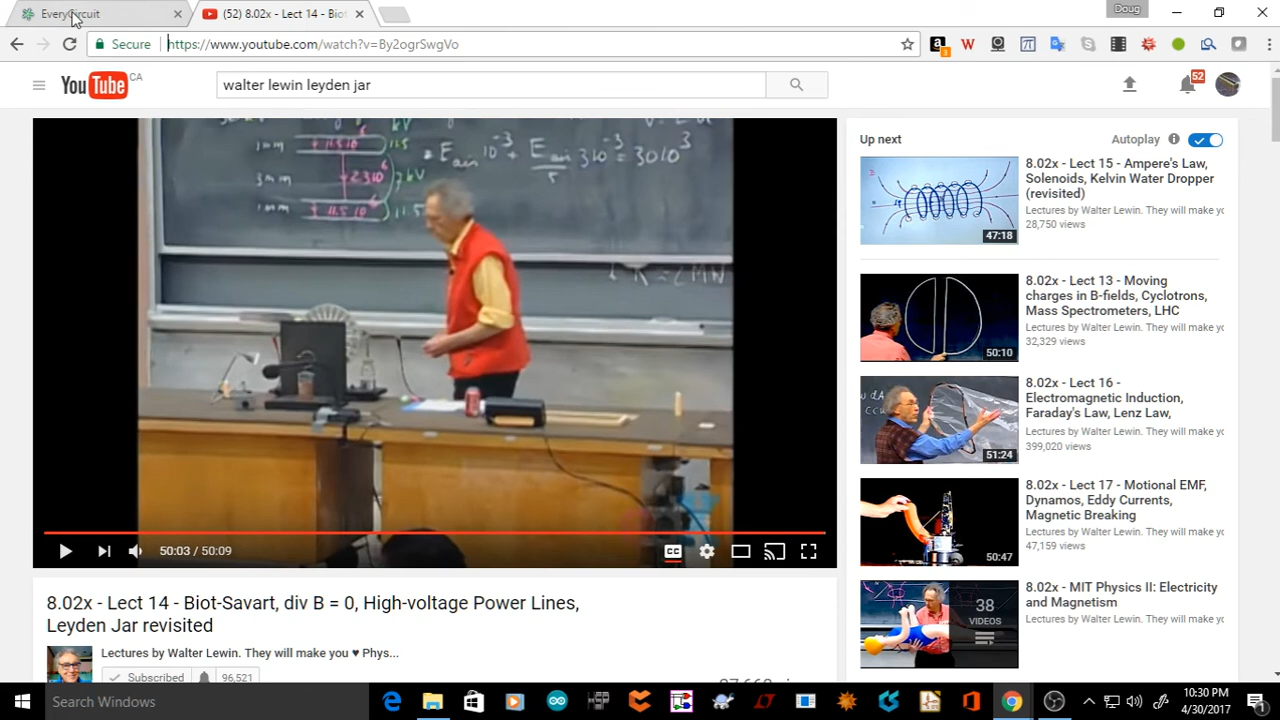 EveryCircuit
(52) 8.02x - Lect 14 - Biot
Doug
Secure
https://www.youtube.com/watch?v=By2ogrSwgVo
YouTube CA
walter lewin leyden jar
52
Up next
Autoplay
47:18
8.02x - Lect 15 - Ampere's Law,
Solenoids, Kelvin Water Dropper
(revisited)
Lectures by Walter Lewin. They will make yo
28,750 views
50:10
8.02x - Lect 13 - Moving
charges in B-fields, Cyclotrons,
Mass Spectrometers, LHC
Lectures by Walter Lewin. They will make yo
32,329 views
51:24
8.02x - Lect 16 -
Electromagnetic Induction,
Faraday's Law, Lenz Law,
Lectures by Walter Lewin. They will make yo
399,020 views
50:47
8.02x - Lect 17 - Motional EMF,
Dynamos, Eddy Currents,
Magnetic Breaking
Lectures by Walter Lewin. They will make yo
47,159 views
38
VIDEOS
8.02x - MIT Physics II: Electricity
and Magnetism
Lectures by Walter Lewin. They will make yo
50:03 / 50:09
CC
8.02x - Lect 14 - Biot-Savart, div B = 0, High-voltage Power Lines,
Leyden Jar revisited
Lectures by Walter Lewin. They will make you ♥ Phys...
Subscribed
96,521
Search Windows
10:30 PM
4/30/2017